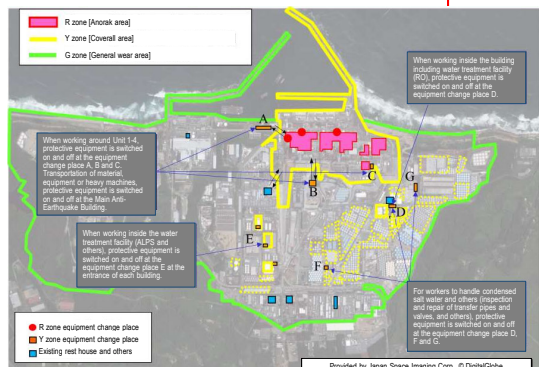 R zone [Anorak area]
Y zone [Coverall area]
G zone [General wear area]
When working inside the building
including water treatment facility
(RO), protective equipment is
switched on and off at the
equipment change place D.
A
When working around Unit 1-4,
protective equipment is switched
on and off at the equipment
change place A, B and C.
Transportation of material,
equipment or heavy machines,
protective equipment is switched
on and off at the Main Anti-
Earthquake Building.
C
G
B
D
When working inside the water
treatment facility (ALPS and
others), protective equipment is
switched on and off at the
equipment change place E at the
entrance of each building.
E
F
For workers to handle condensed
salt water and others (inspection
and repair of transfer pipes and
valves, and others), protective
equipment is switched on and off
at the equipment change place D,
F and G.
R zone equipment change place
Y zone equipment change place
Existing rest house and others
Provided by Japan Space Imaging Corp., © DigitalGlobe